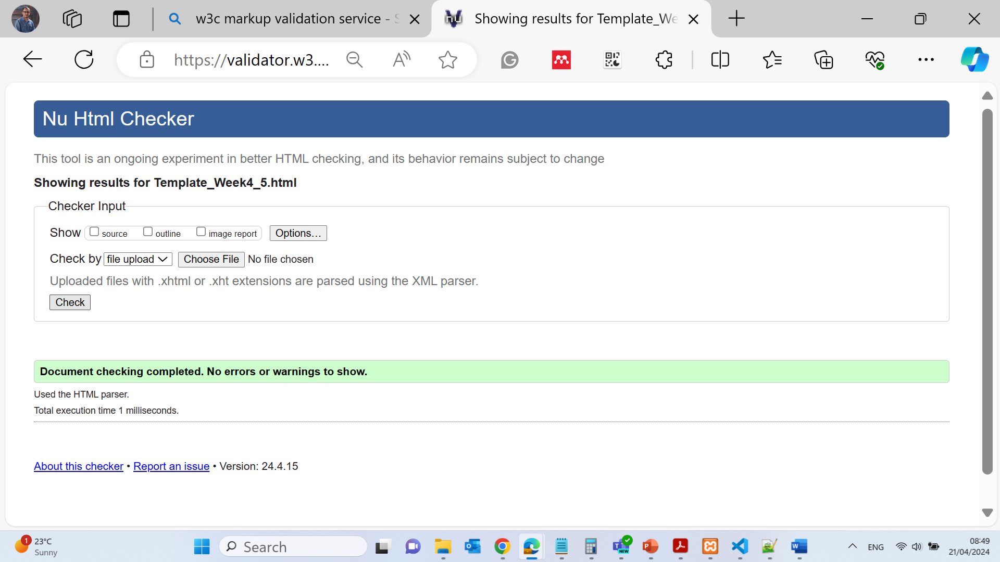 w3c markup validation service - S
Showing results for Template_We
https://validator.w3....
Nu Html Checker
This tool is an ongoing experiment in better HTML checking, and its behavior remains subject to change
Showing results for Template_Week4_5.html
Checker Input
Show source outline image report Options...
Check by file upload Choose File No file chosen
Uploaded files with .xhtml or .xht extensions are parsed using the XML parser.
Check
Document checking completed. No errors or warnings to show.
Used the HTML parser.
Total execution time 1 milliseconds.
About this checker • Report an issue • Version: 24.4.15
1 23°C
Sunny
Search
NEW
ENG
08:49
21/04/2024